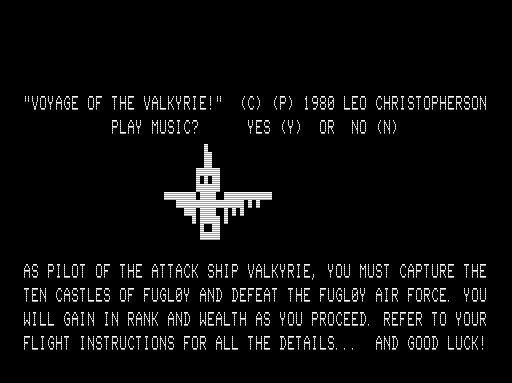 "VOYAGE OF THE VALKYRIE!" (C) (P) 1980 LEO CHRISTOPHERSON
PLAY MUSIC? YES (Y) OR NO (N)
AS PILOT OF THE ATTACK SHIP VALKYRIE, YOU MUST CAPTURE THE
TEN CASTLES OF FUGLØY AND DEFEAT THE FUGLØY AIR FORCE. YOU
WILL GAIN IN RANK AND WEALTH AS YOU PROCEED. REFER TO YOUR
FLIGHT INSTRUCTIONS FOR ALL THE DETAILS... AND GOOD LUCK!